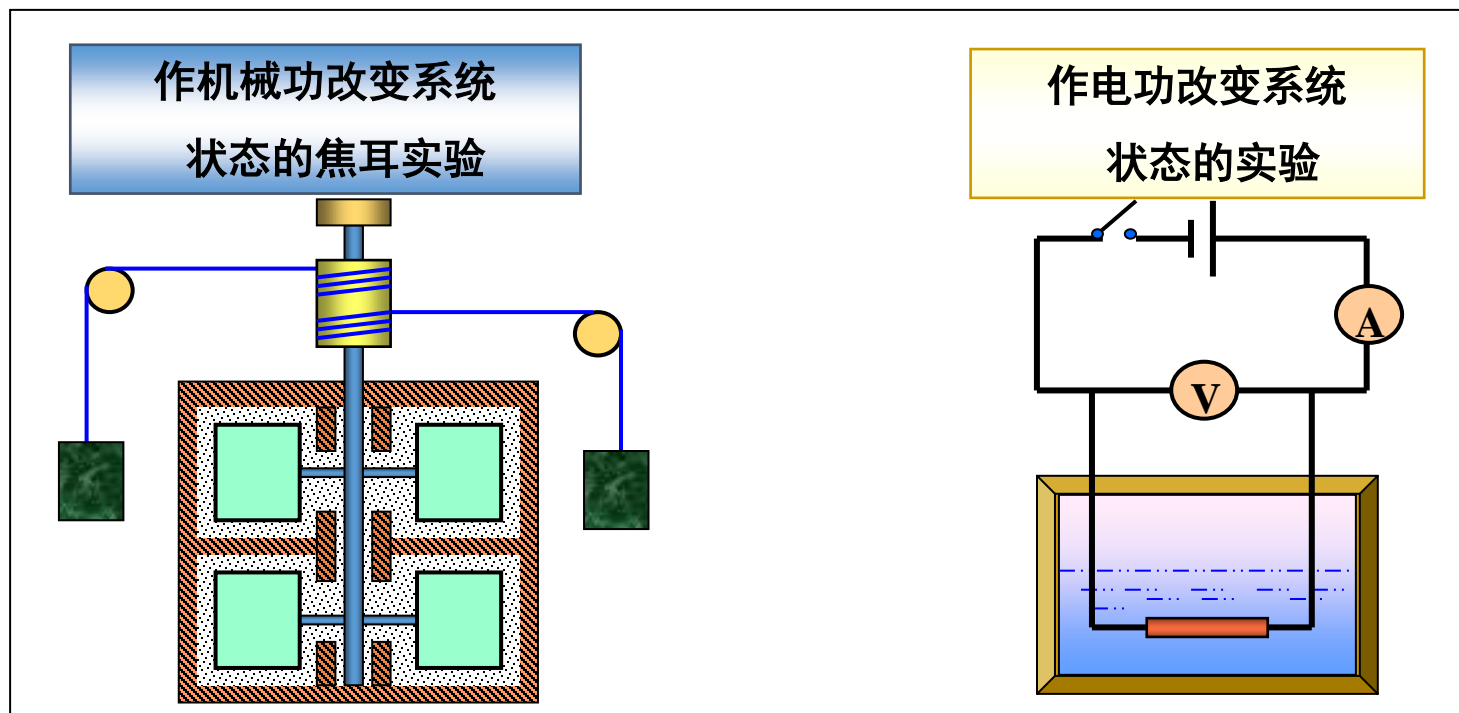 作机械功改变系统
状态的焦耳实验
作电功改变系统
状态的实验
A
V